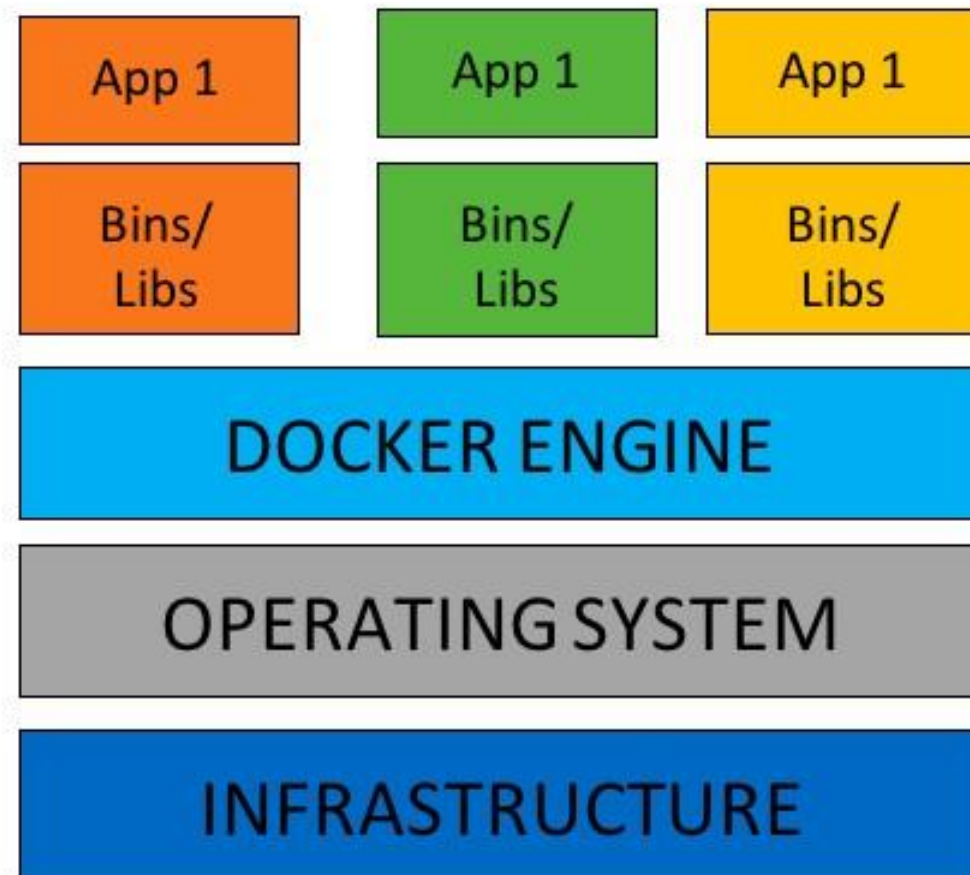 App 1
App 1
App 1
Bins/
Libs
Bins/
Libs
Bins/
Libs
DOCKER ENGINE
OPERATING SYSTEM
INFRASTRUCTURE